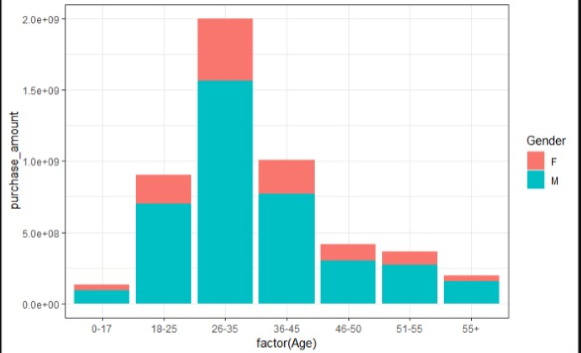 2.0e+09
1.5e+09
1.0e+09
5.0e+08
0.0e+00
purchase_amount
0-17 18-25 26-35 36-45 46-50 51-55 55+
factor(Age)
Gender
F
M